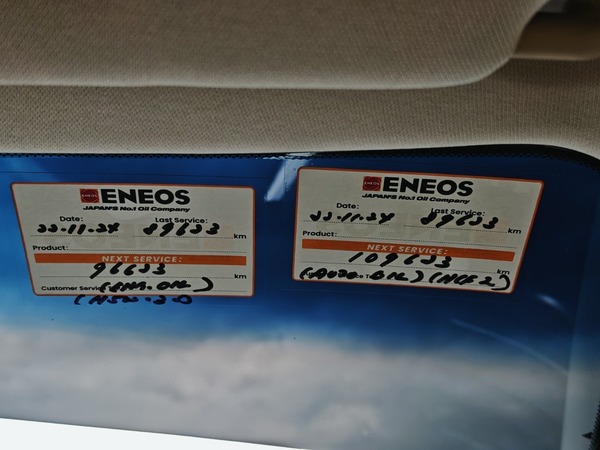 ENEOS
JAPAN'S No.1 Oil Company
Date: Last Service:
22-11-24 89633 km
Product:
NEXT SERVICE:
96633 km
Customer Service (ENG. OIL)
ENEOS
JAPAN'S No.1 Oil Company
Date: Last Service:
22-11-24 89633 km
Product:
NEXT SERVICE:
109633 km